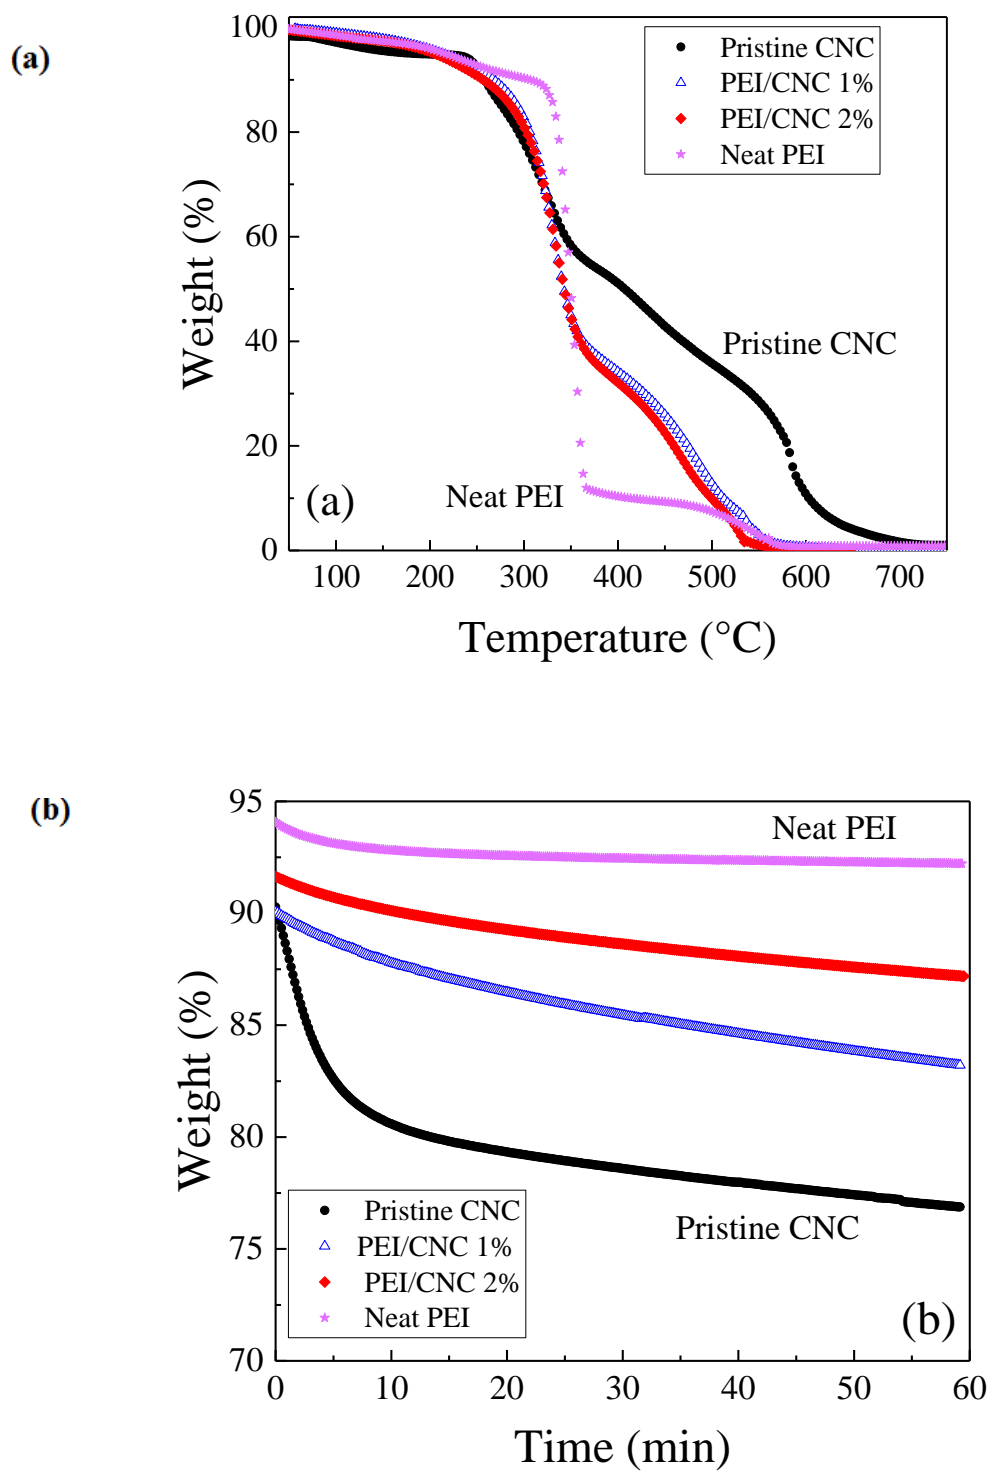 (a)
100
80
60
40
20
0
Weight (%)
Pristine CNC
PEI/CNC 1%
PEI/CNC 2%
Neat PEI
Pristine CNC
Neat PEI
(a)
100 200 300 400 500 600 700
Temperature (°C)
(b)
95
90
85
80
75
70
Weight (%)
Neat PEI
Pristine CNC
Pristine CNC
PEI/CNC 1%
PEI/CNC 2%
Neat PEI
(b)
0 10 20 30 40 50 60
Time (min)